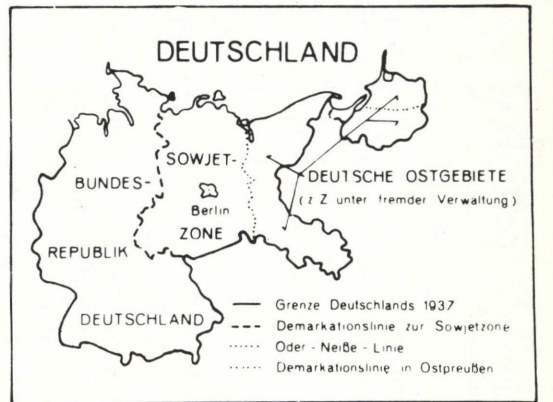 DEUTSCHLAND
SOWJET-
BUNDES-
DEUTSCHE OSTGEBIETE
(z Z unter fremder Verwaltung)
Berlin
ZONE
REPUBLIK
DEUTSCHLAND
Grenze Deutschlands 1937
Demarkationslinie zur Sowjetzone
Oder - Neiße - Linie
Demarkationslinie in Ostpreußen